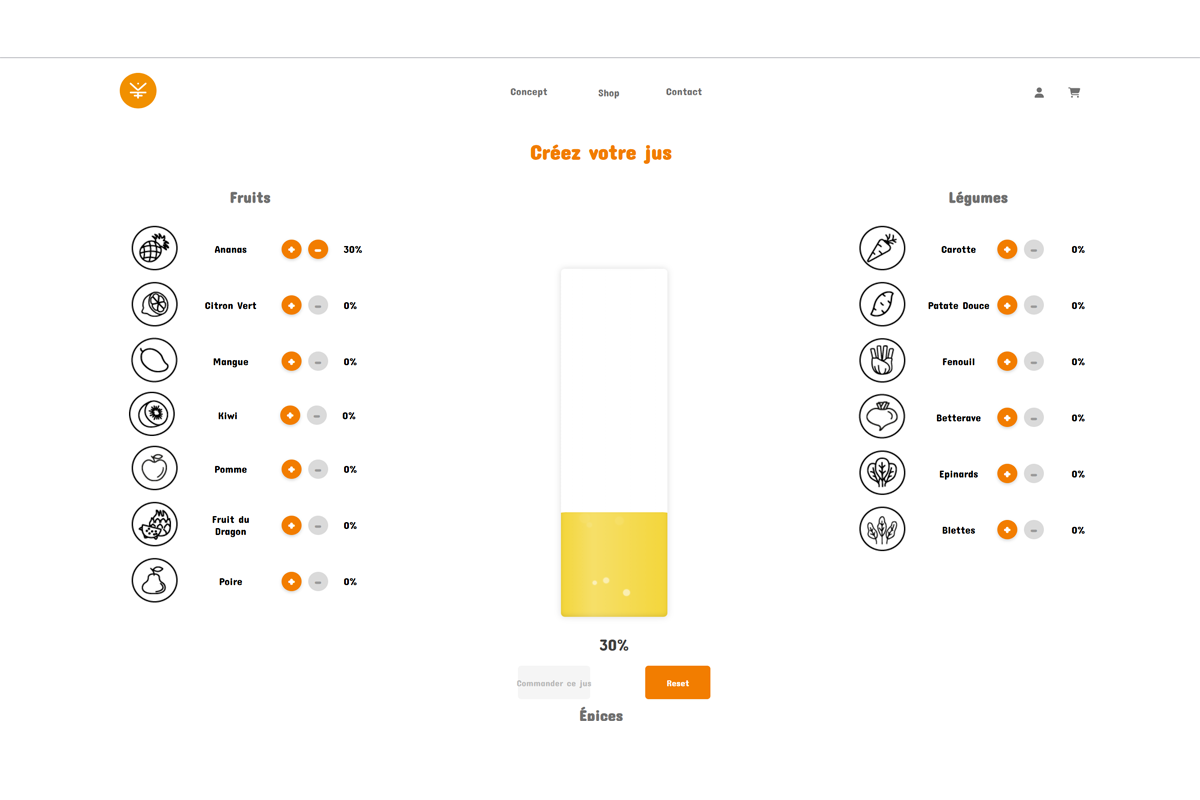 Concept
Shop
Contact
Créez votre jus
Fruits
Ananas
30%
Citron Vert
0%
Mangue
0%
Kiwi
0%
Pomme
0%
Fruit du
Dragon
0%
Poire
0%
30%
Commander ce jus
Reset
Épices
Légumes
Carotte
0%
Patate Douce
0%
Fenouil
0%
Betterave
0%
Epinards
0%
Blettes
0%